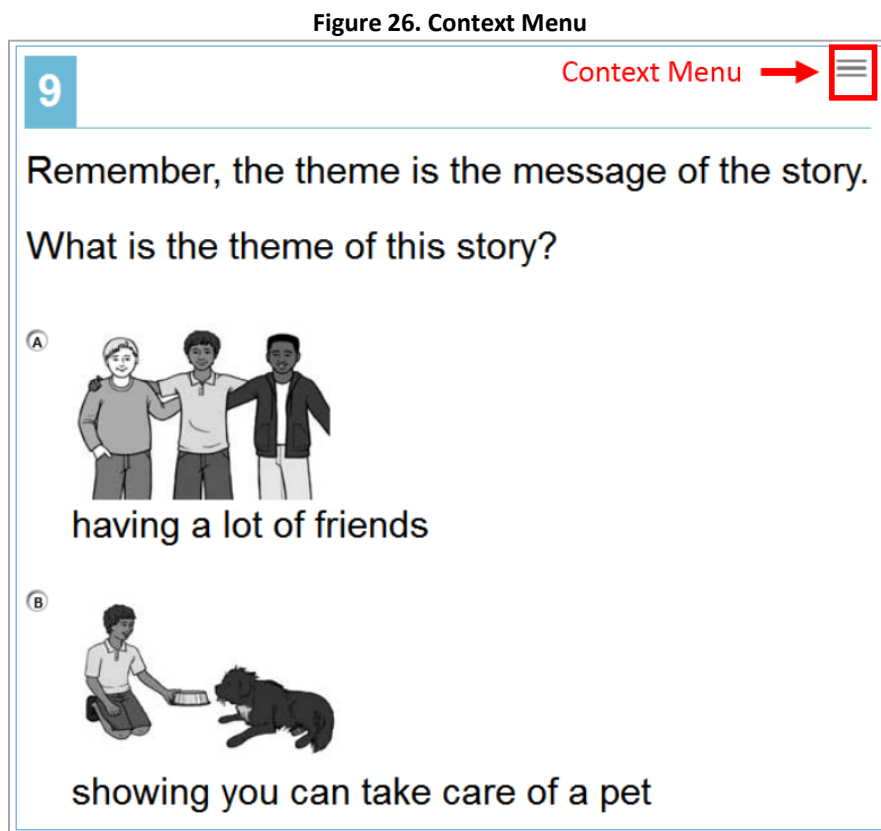 Figure 26. Context Menu
9
Context Menu
Remember, the theme is the message of the story.
What is the theme of this story?
A
having a lot of friends
B
showing you can take care of a pet